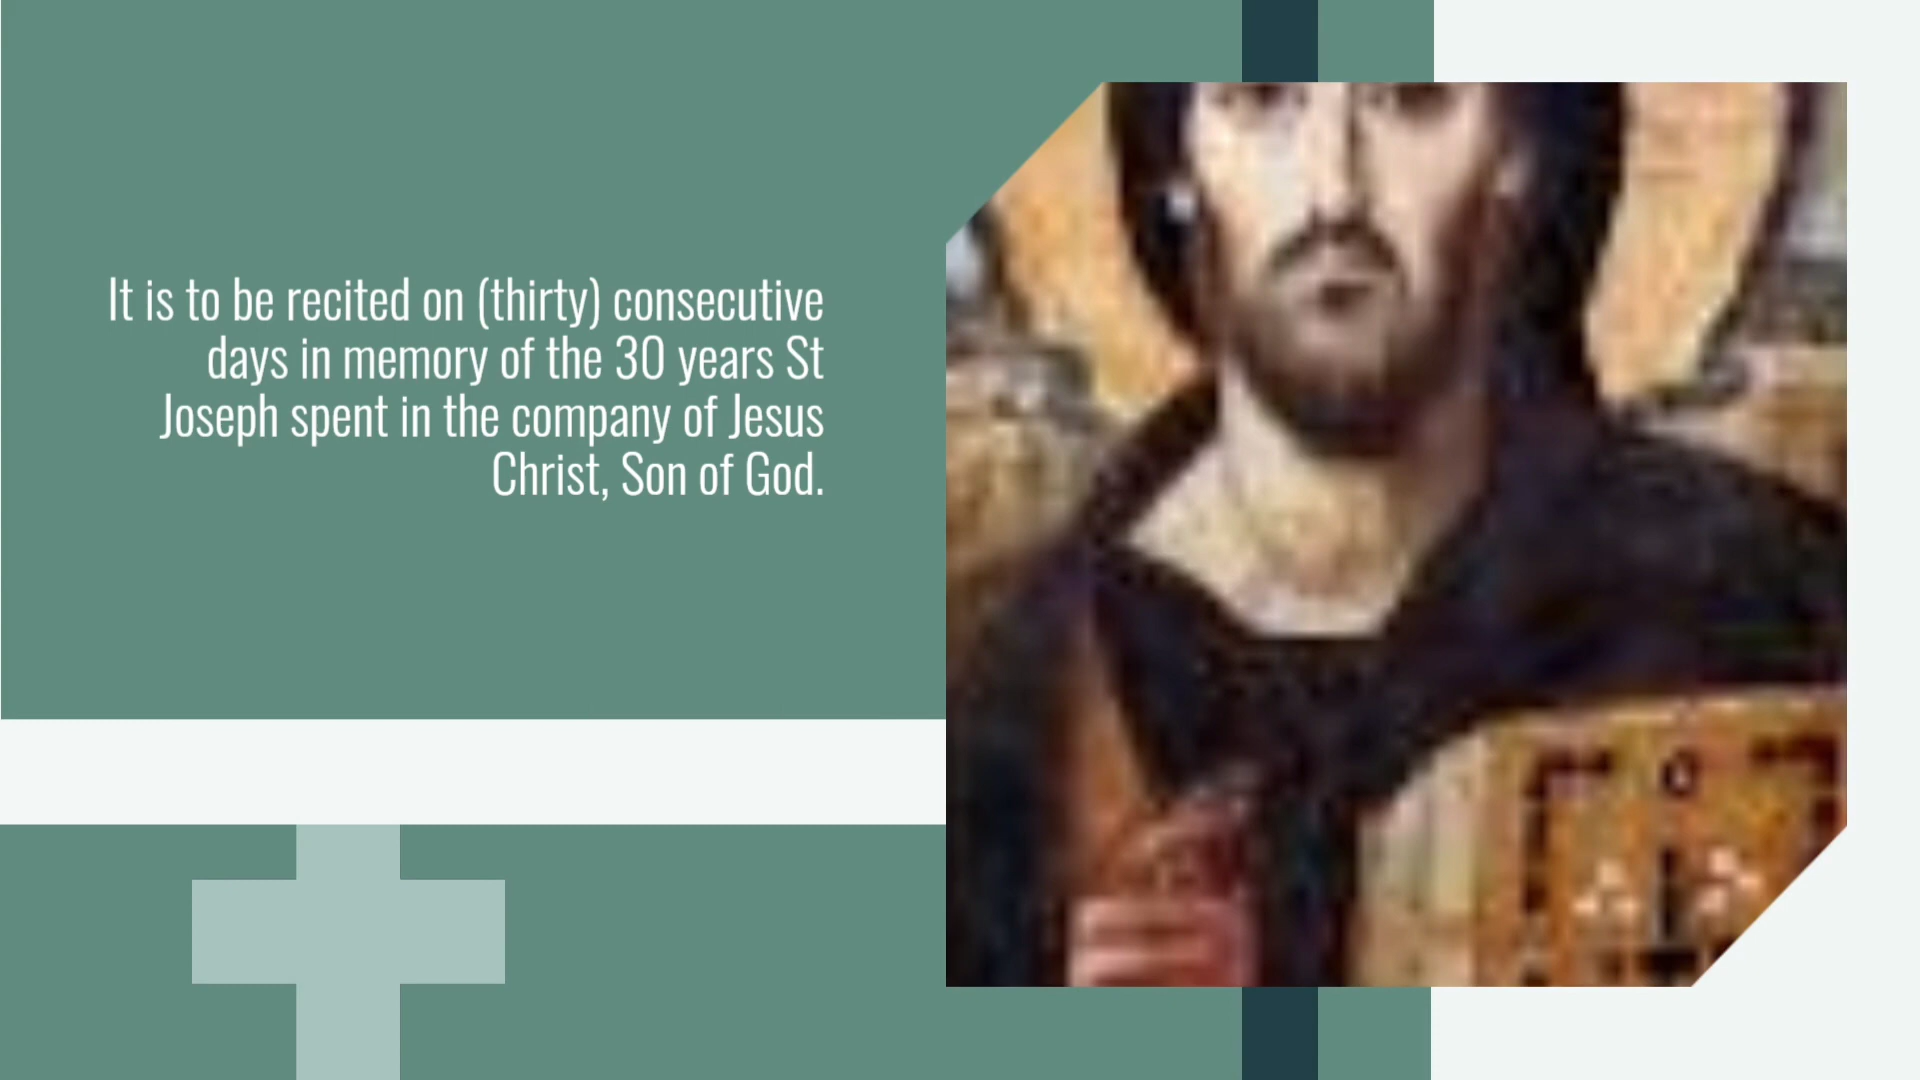 It is to be recited on (thirty) consecutive
days in memory of the 30 years St
Joseph spent in the company of Jesus
Christ, Son of God.